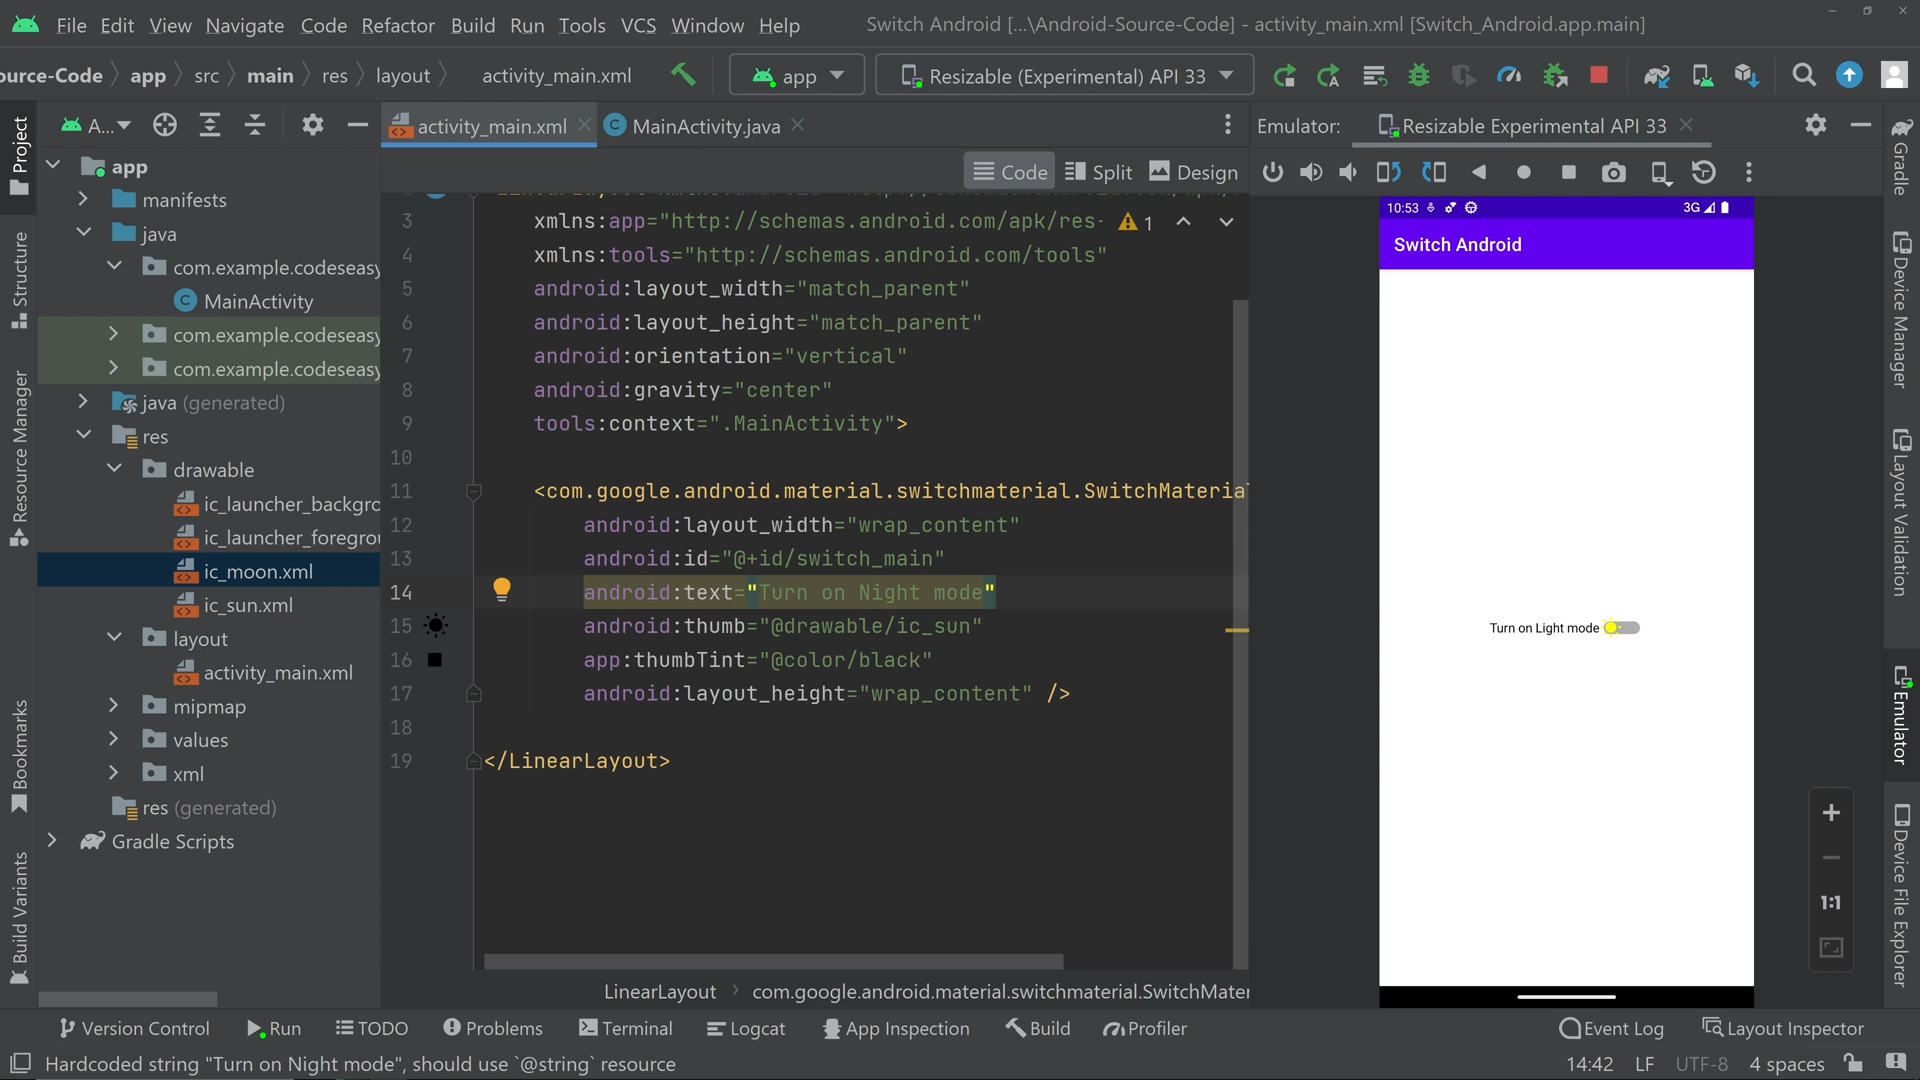 File Edit View Navigate Code Refactor Build Run Tools VCS Window Help Switch Android [...\Android-Source-Code] - activity_main.xml [Switch_Android.app.main]
ource-Code app src main res layout activity_main.xml app Resizable (Experimental) API 33
A... activity_main.xml MainActivity.java Emulator: Resizable Experimental API 33
Code Split Design
Project
Structure
Resource Manager
Bookmarks
Build Variants
app
manifests
java
com.example.codeseasy
MainActivity
com.example.codeseasy
com.example.codeseasy
java (generated)
res
drawable
ic_launcher_backgro
ic_launcher_foregrou
ic_moon.xml
ic_sun.xml
layout
activity_main.xml
mipmap
values
xml
res (generated)
Gradle Scripts
3 xmlns:app="http://schemas.android.com/apk/res- 1
4 xmlns:tools="http://schemas.android.com/tools"
5 android:layout_width="match_parent"
6 android:layout_height="match_parent"
7 android:orientation="vertical"
8 android:gravity="center"
9 tools:context=".MainActivity">
10
11 <com.google.android.material.switchmaterial.SwitchMaterial
12 android:layout_width="wrap_content"
13 android:id="@+id/switch_main"
14 android:text="Turn on Night mode"
15 android:thumb="@drawable/ic_sun"
16 app:thumbTint="@color/black"
17 android:layout_height="wrap_content" />
18
19 </LinearLayout>
LinearLayout com.google.android.material.switchmaterial.SwitchMater
10:53 3G
Switch Android
Turn on Light mode
1:1
Gradle
Device Manager
Layout Validation
Emulator
Device File Explorer
Version Control Run TODO Problems Terminal Logcat App Inspection Build Profiler Event Log Layout Inspector
Hardcoded string "Turn on Night mode", should use `@string` resource 14:42 LF UTF-8 4 spaces